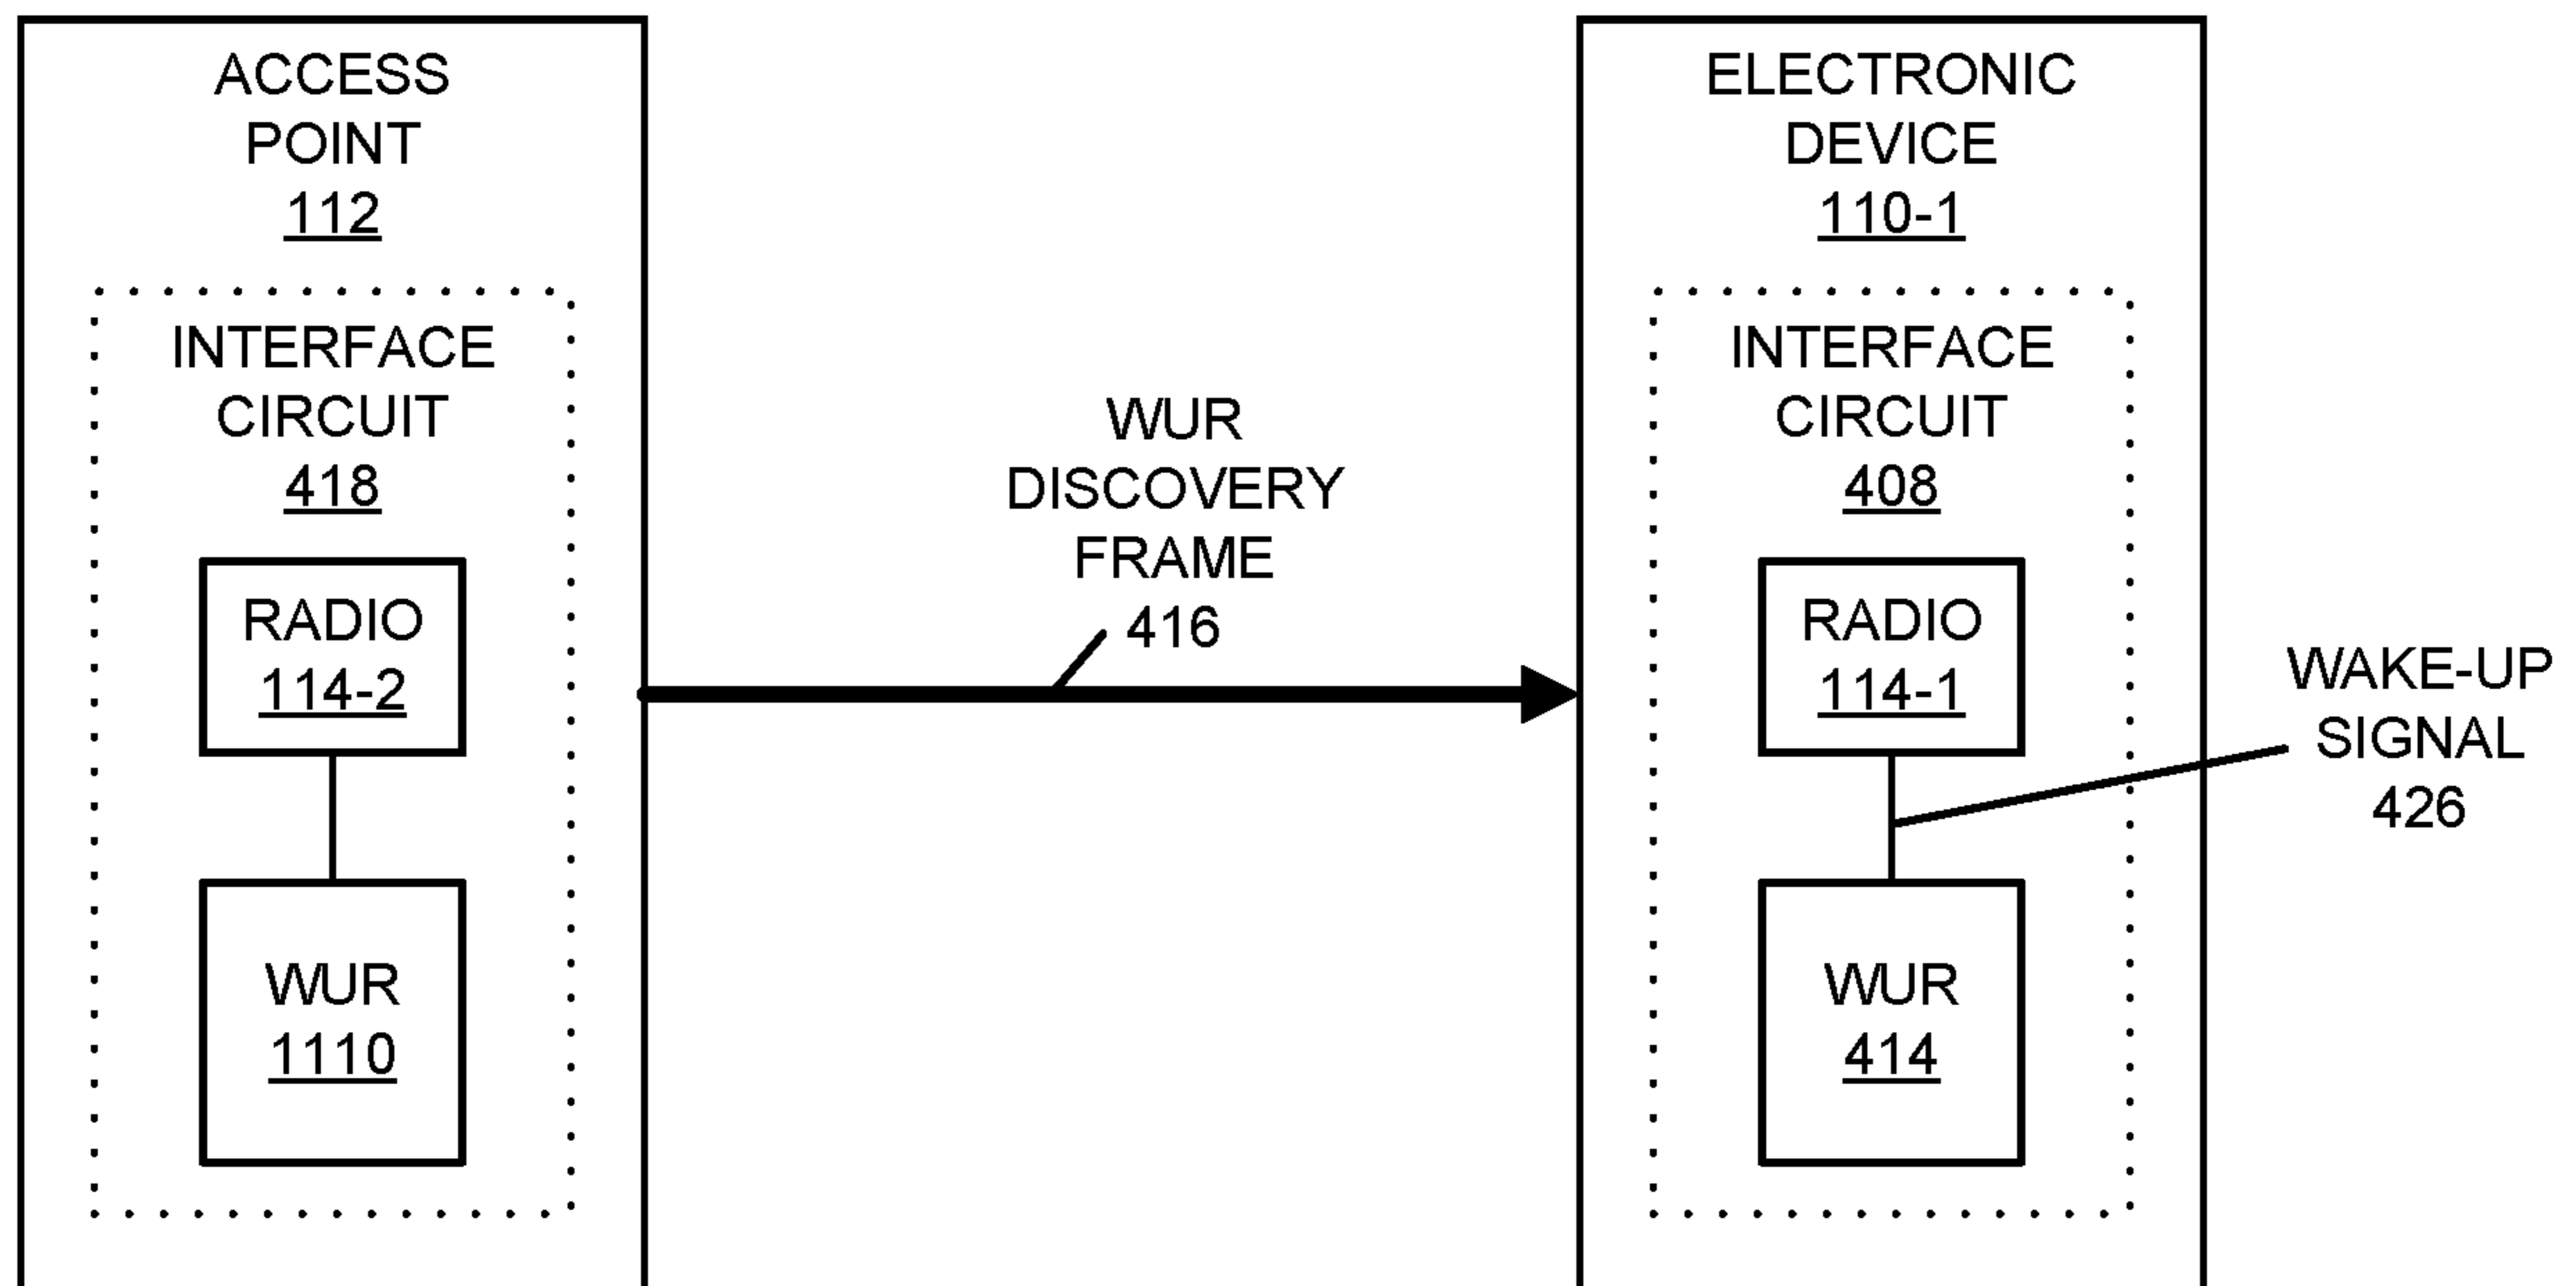 ACCESS
POINT
112
INTERFACE
CIRCUIT
418
RADIO
114-2
WUR
1110
WUR
DISCOVERY
FRAME
416
ELECTRONIC
DEVICE
110-1
INTERFACE
CIRCUIT
408
RADIO
114-1
WUR
414
WAKE-UP
SIGNAL
426